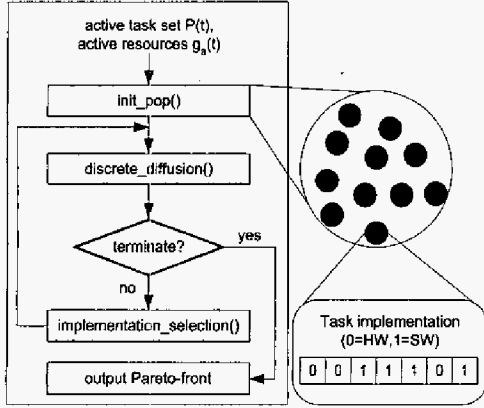 active task set P(t),
active resources gₐ(t)
init_pop()
discrete_diffusion()
terminate?
yes
no
implementation_selection()
output Pareto-front
Task implementation
(0=HW,1=SW)
0 0 1 1 1 0 1